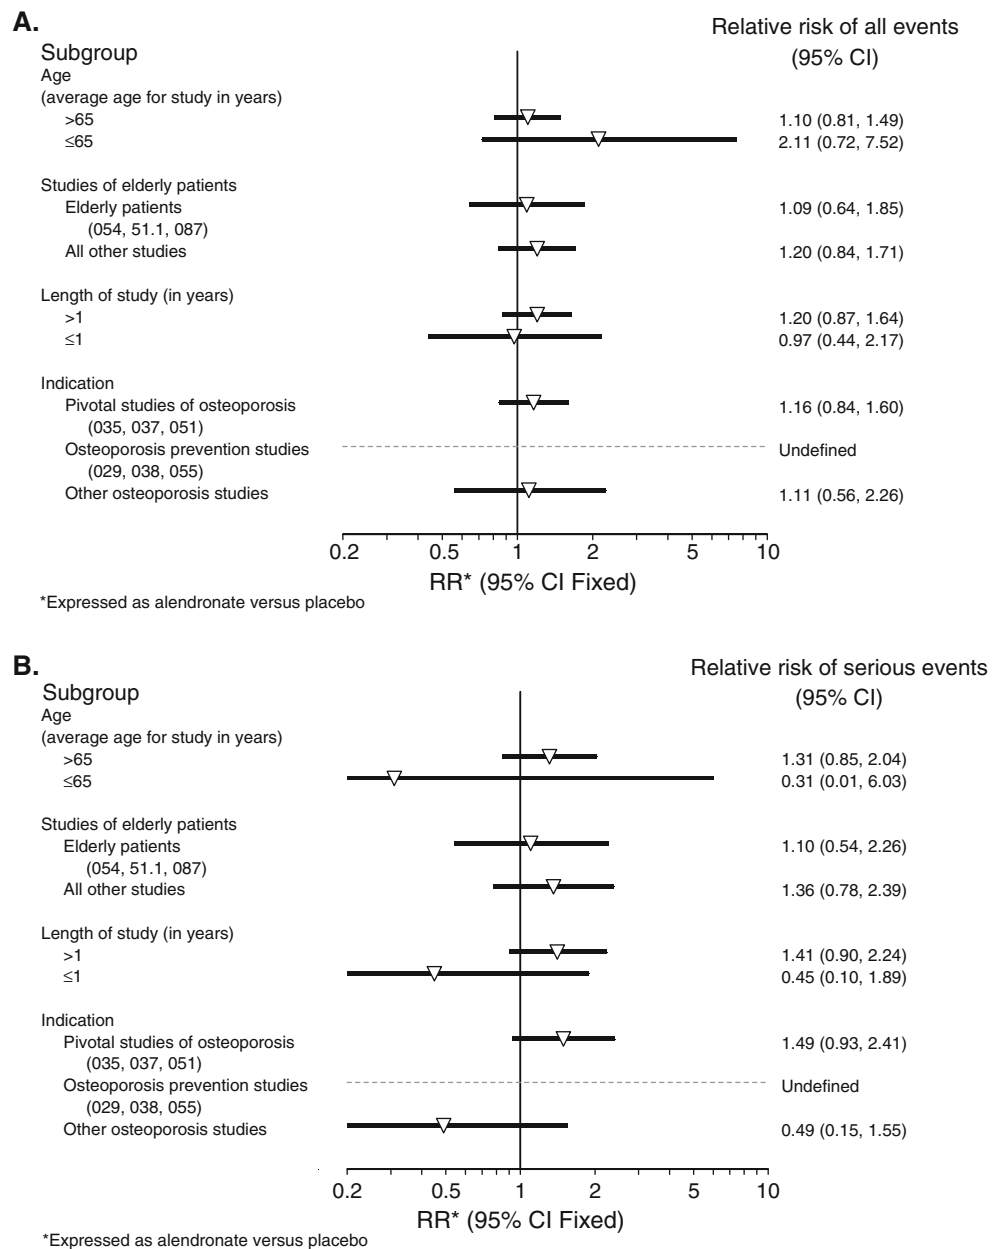 A.
Relative risk of all events
Subgroup
(95% CI)
Age
(average age for study in years)
>65 1.10 (0.81, 1.49)
≤65 2.11 (0.72, 7.52)
Studies of elderly patients
Elderly patients 1.09 (0.64, 1.85)
(054, 51.1, 087)
All other studies 1.20 (0.84, 1.71)
Length of study (in years)
>1 1.20 (0.87, 1.64)
≤1 0.97 (0.44, 2.17)
Indication
Pivotal studies of osteoporosis 1.16 (0.84, 1.60)
(035, 037, 051)
Osteoporosis prevention studies Undefined
(029, 038, 055)
Other osteoporosis studies 1.11 (0.56, 2.26)
0.2 0.5 1 2 5 10
RR* (95% CI Fixed)
*Expressed as alendronate versus placebo
B.
Relative risk of serious events
Subgroup
(95% CI)
Age
(average age for study in years)
>65 1.31 (0.85, 2.04)
≤65 0.31 (0.01, 6.03)
Studies of elderly patients
Elderly patients 1.10 (0.54, 2.26)
(054, 51.1, 087)
All other studies 1.36 (0.78, 2.39)
Length of study (in years)
>1 1.41 (0.90, 2.24)
≤1 0.45 (0.10, 1.89)
Indication
Pivotal studies of osteoporosis 1.49 (0.93, 2.41)
(035, 037, 051)
Osteoporosis prevention studies Undefined
(029, 038, 055)
Other osteoporosis studies 0.49 (0.15, 1.55)
0.2 0.5 1 2 5 10
RR* (95% CI Fixed)
*Expressed as alendronate versus placebo